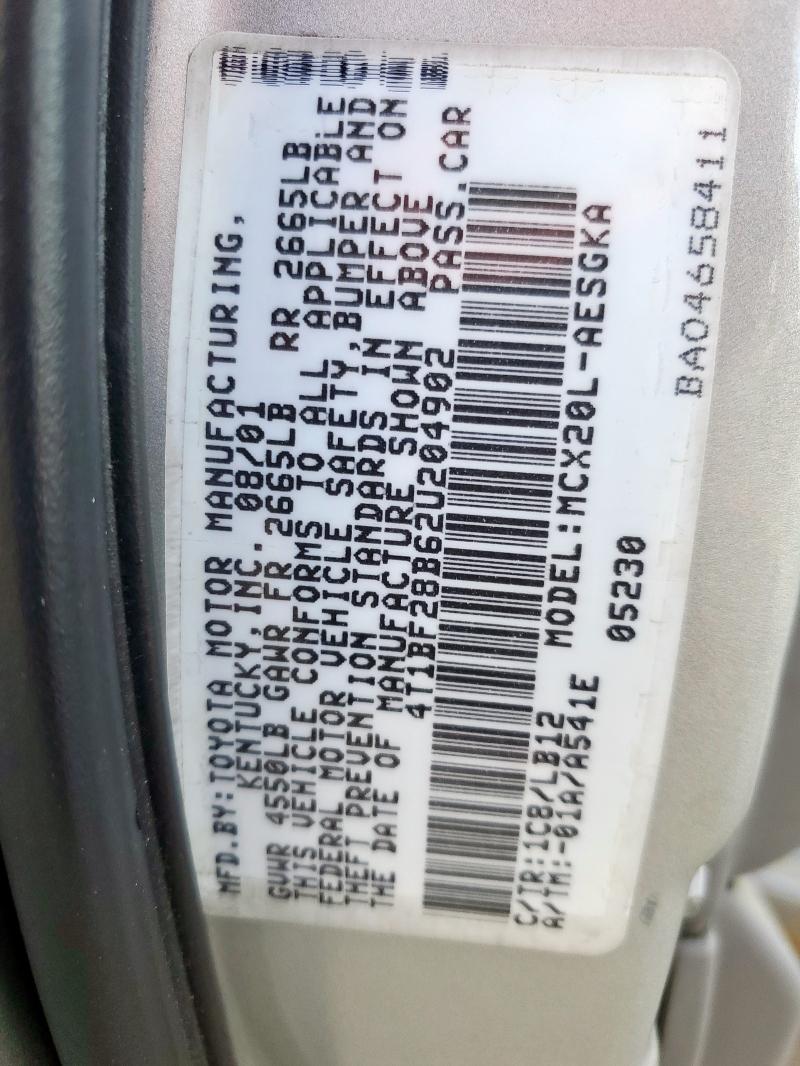 MFD.BY:TOYOTA MOTOR MANUFACTURING,
KENTUCKY,INC. 08/01
GVWR 4550LB GAWR FR 2665LB RR 2665LB
THIS VEHICLE CONFORMS TO ALL APPLICABLE
FEDERAL MOTOR VEHICLE SAFETY,BUMPER AND
THEFT PREVENTION STANDARDS IN EFFECT ON
THE DATE OF MANUFACTURE SHOWN ABOVE
4T1BF28B62U204902 PASS.CAR
C/TR:1C8/LB12 MODEL:MCX20L-AESGKA
A/TM:-01A/A541E 05230
BA04658411